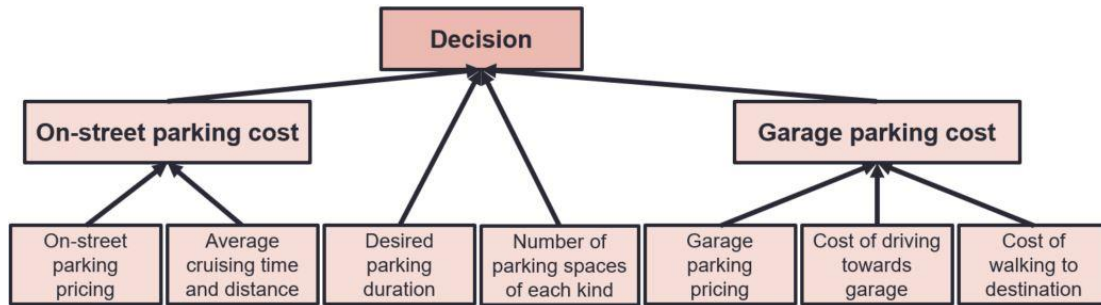 Decision
On-street parking cost
Garage parking cost
On-street
parking
pricing
Average
cruising time
and distance
Desired
parking
duration
Number of
parking spaces
of each kind
Garage
parking
pricing
Cost of driving
towards
garage
Cost of
walking to
destination